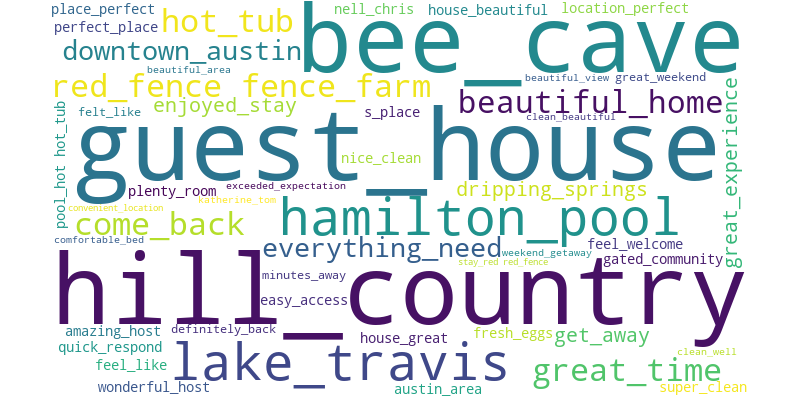 place_perfect
hot_tub
nell_chris
house_beautiful
location_perfect
perfect_place
bee_cave
downtown_austin
beautiful_area
beautiful_view
great_weekend
red_fence fence_farm
beautiful_home
enjoyed_stay
felt_like
s_place
clean_beautiful
pool_hot hot_tub
guest_house
great_experience
nice_clean
plenty_room
exceeded_expectation
dripping_springs
katherine_tom
convenient_location
come_back
hamilton_pool
comfortable_bed
everything_need
weekend_getaway
feel_welcome
stay_red red_fence
gated_community
hill_country
minutes_away
easy_access
amazing_host
definitely_back
house_great
fresh_eggs
get_away
quick_respond
feel_like
lake_travis
clean_well
great_time
wonderful_host
austin_area
super_clean